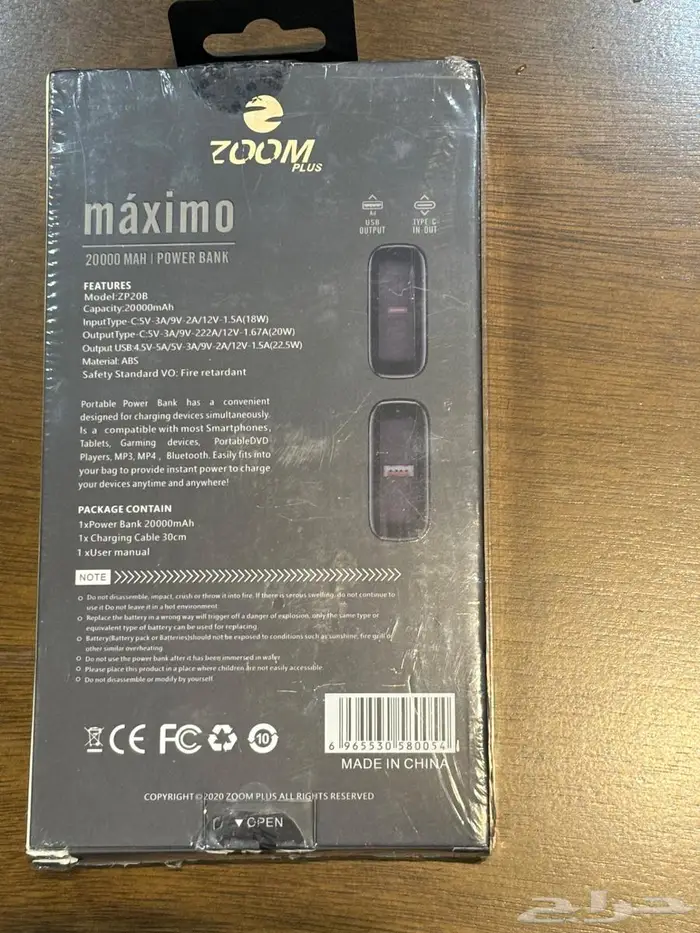 ZOOM
PLUS
máximo
20000 MAH | POWER BANK
A2
USB
OUTPUT
TYPE C-
IN OUT
FEATURES
Model:ZP20B
Capacity:20000mAh
InputType-C:5V-3A/9V-2A/12V-1.5A(18W)
OutputType-C:5V-3A/9V-222A/12V-1.67A(20W)
Output USB:4.5V-5A/5V-3A/9V-2A/12V-1.5A(22.5W)
Material: ABS
Safety Standard VO: Fire retardant
Portable Power Bank has a convenient
designed for charging devices simultaneously.
Is a compatible with most Smartphones,
Tablets, Garming devices, PortableDVD
Players, MP3, MP4 , Bluetooth. Easily fits into
your bag to provide instant power to charge
your devices anytime and anywhere!
PACKAGE CONTAIN
1xPower Bank 20000mAh
1x Charging Cable 30cm
1 xUser manual
NOTE
Do not disassemble, impact, crush or throw it into fire. If there is serous swelling, do not continue to
use it Do not leave it in a hot environment
Replace the battery in a wrong way will trigger off a danger of explosion, only the same type or
equivalent type of battery can be used for replacing
Battery(Battery pack or Batteries)should not be exposed to conditions such as sunshine, fire grill or
other similar overheating
Do not use the power bank after it has been immersed in water
Please place this product in a place where children are not easily accessible
Do not disassemble or modify by yourself
CE FC 10
6 965530 580054
MADE IN CHINA
COPYRIGHT © 2020 ZOOM PLUS ALL RIGHTS RESERVED
▼ OPEN
حراج